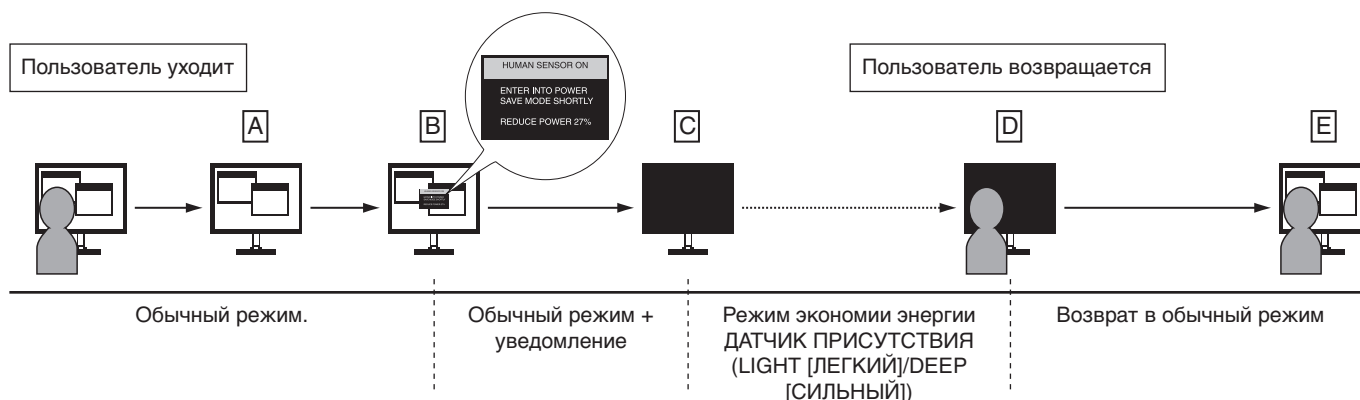 Пользователь уходит
HUMAN SENSOR ON
ENTER INTO POWER
SAVE MODE SHORTLY
REDUCE POWER 27%
Пользователь возвращается
A
B
C
D
E
Обычный режим.
Обычный режим +
уведомление
Режим экономии энергии
ДАТЧИК ПРИСУТСТВИЯ
(LIGHT [ЛЕГКИЙ]/DEEP
[СИЛЬНЫЙ])
Возврат в обычный режим